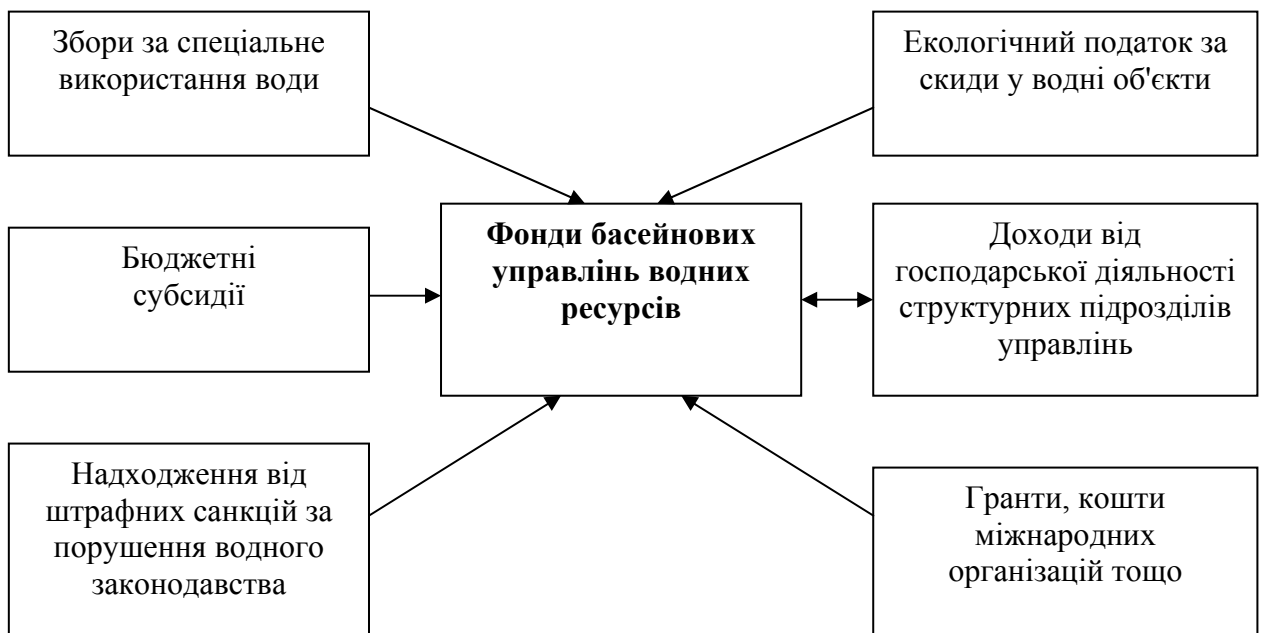 Збори за спеціальне
використання води
Екологічний податок за
скиди у водні об'єкти
Бюджетні
субсидії
Фонди басейнових
управлінь водних
ресурсів
Доходи від
господарської діяльності
структурних підрозділів
управлінь
Надходження від
штрафних санкцій за
порушення водного
законодавства
Гранти, кошти
міжнародних
організацій тощо